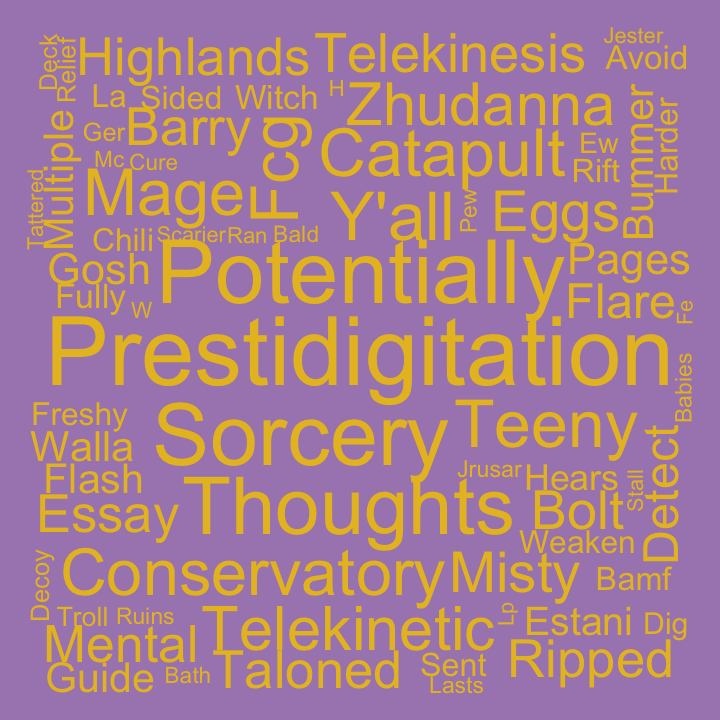 Jester
Deck
Relief
Highlands
Telekinesis
Avoid
La
Sided
Witch
H
Zhudanna
Bummer
Harder
Multiple
Ger
Barry
F cg
Catapult
Ew
Rift
Mc
Cure
Tattered
Mage
Y'all
Pew
Eggs
Chili
Scarier
Ran
Bald
Gosh
Potentially
Pages
Fully
W
Flare
Fe
Prestidigitation
Babies
Freshy
Sorcery
Teeny
Walla
Detect
Flash
Thoughts
Jrusar
Hears
Stall
Essay
Bolt
Weaken
Decoy
Conservatory
Misty
Bamf
Troll
Ruins
Telekinetic
Lp
Estani
Dig
Mental
Guide
Bath
Taloned
Sent
Lasts
Ripped